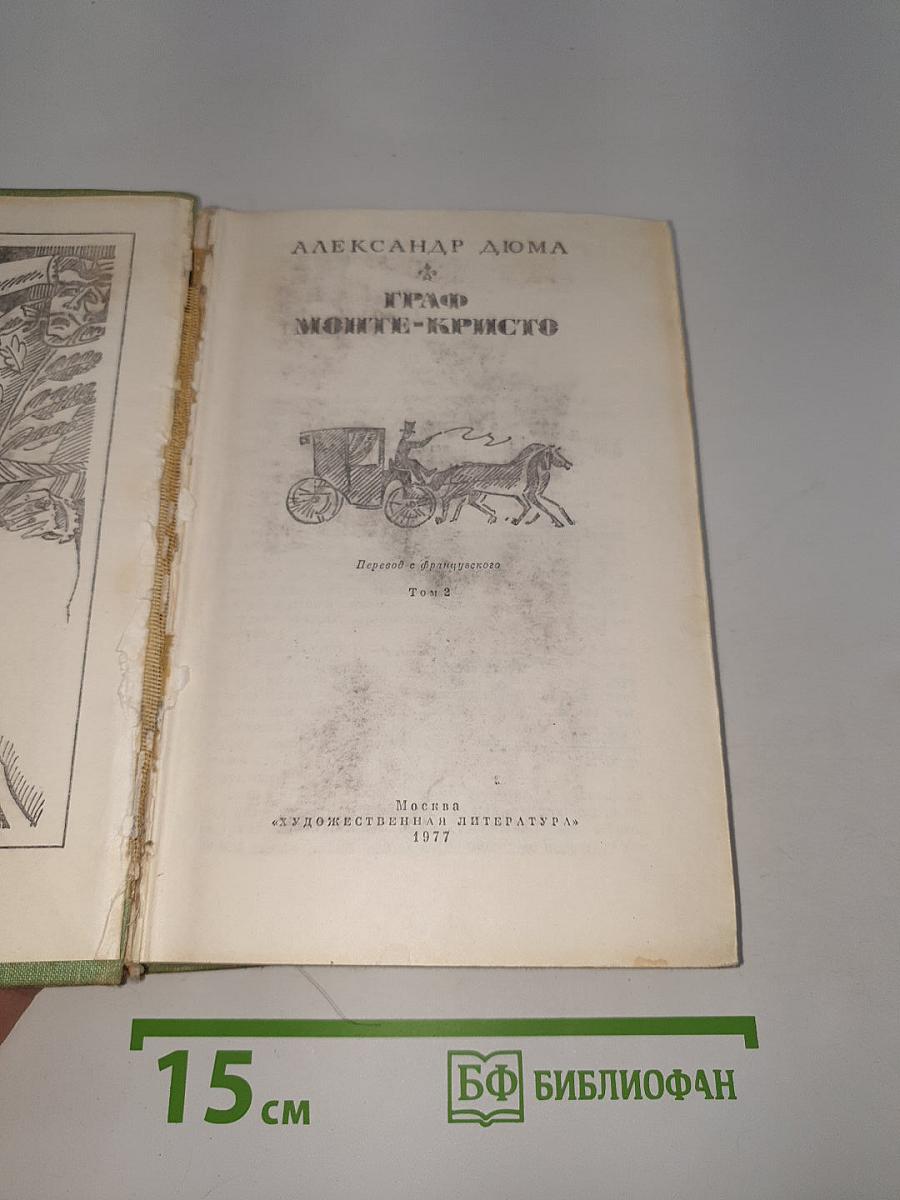 АЛЕКСАНДР ДЮМА
ГРАФ
МОНТЕ-КРИСТО
Перевод с французского
Том 2
Москва
«ХУДОЖЕСТВЕННАЯ ЛИТЕРАТУРА»
1977
15 см
БФ БИБЛИОФАН